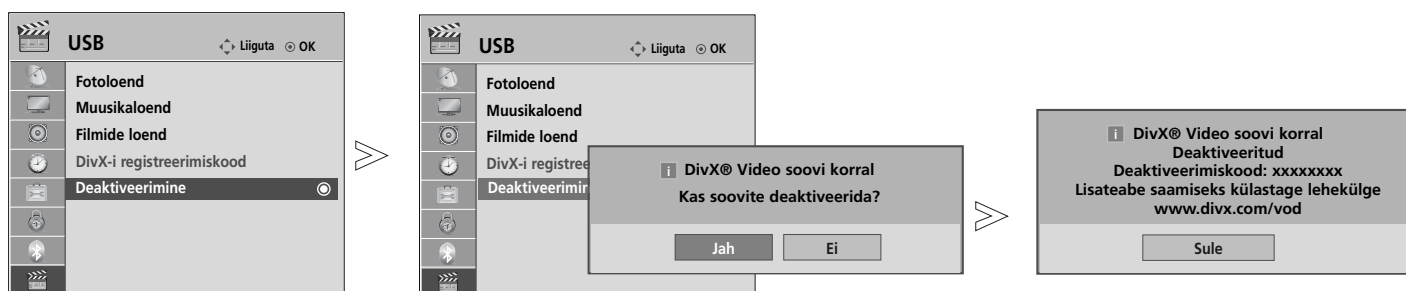 USB Liiguta OK
Fotoloend
Muusikaloend
Filmide loend
DivX-i registreerimiskood
Deaktiveerimine
USB Liiguta OK
Fotoloend
Muusikaloend
Filmide loend
DivX-i registree
Deaktiveerimi
i DivX® Video soovi korral
Kas soovite deaktiveerida?
Jah Ei
i DivX® Video soovi korral
Deaktiveeritud
Deaktiveerimiskood: xxxxxxxx
Lisateabe saamiseks külastage lehekülge
www.divx.com/vod
Sule